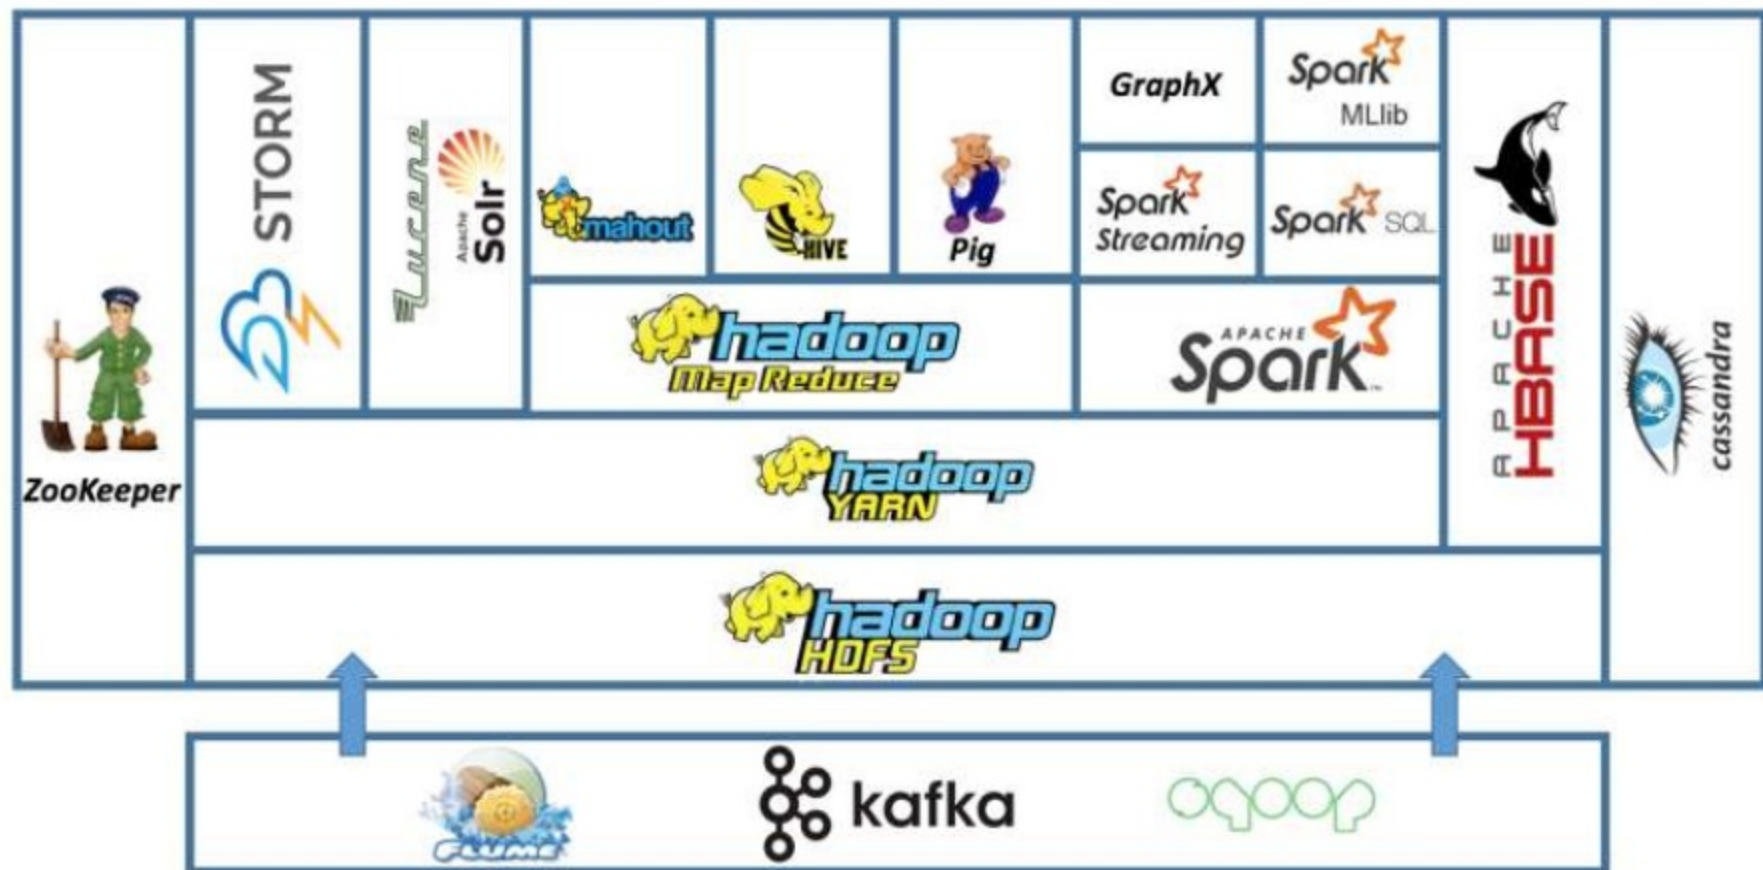 ZooKeeper
STORM
Lucene
Apache
Solr
mahout
HIVE
Pig
GraphX
Spark
MLlib
Spark
Streaming
Spark SQL
hadoop
Map Reduce
APACHE
Spark
hadoop
YARN
hadoop
HDFS
APACHE
HBASE
cassandra
FLUME
kafka
sqoop